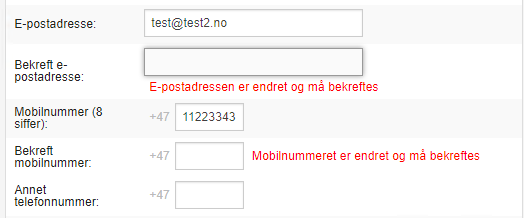 E-postadresse:
test@test2.no
Bekreft e-
postadresse:
E-postadressen er endret og må bekreftes
Mobilnummer (8
siffer):
+47 11223343
Bekreft
mobilnummer:
+47
Mobilnummeret er endret og må bekreftes
Annet
telefonnummer:
+47